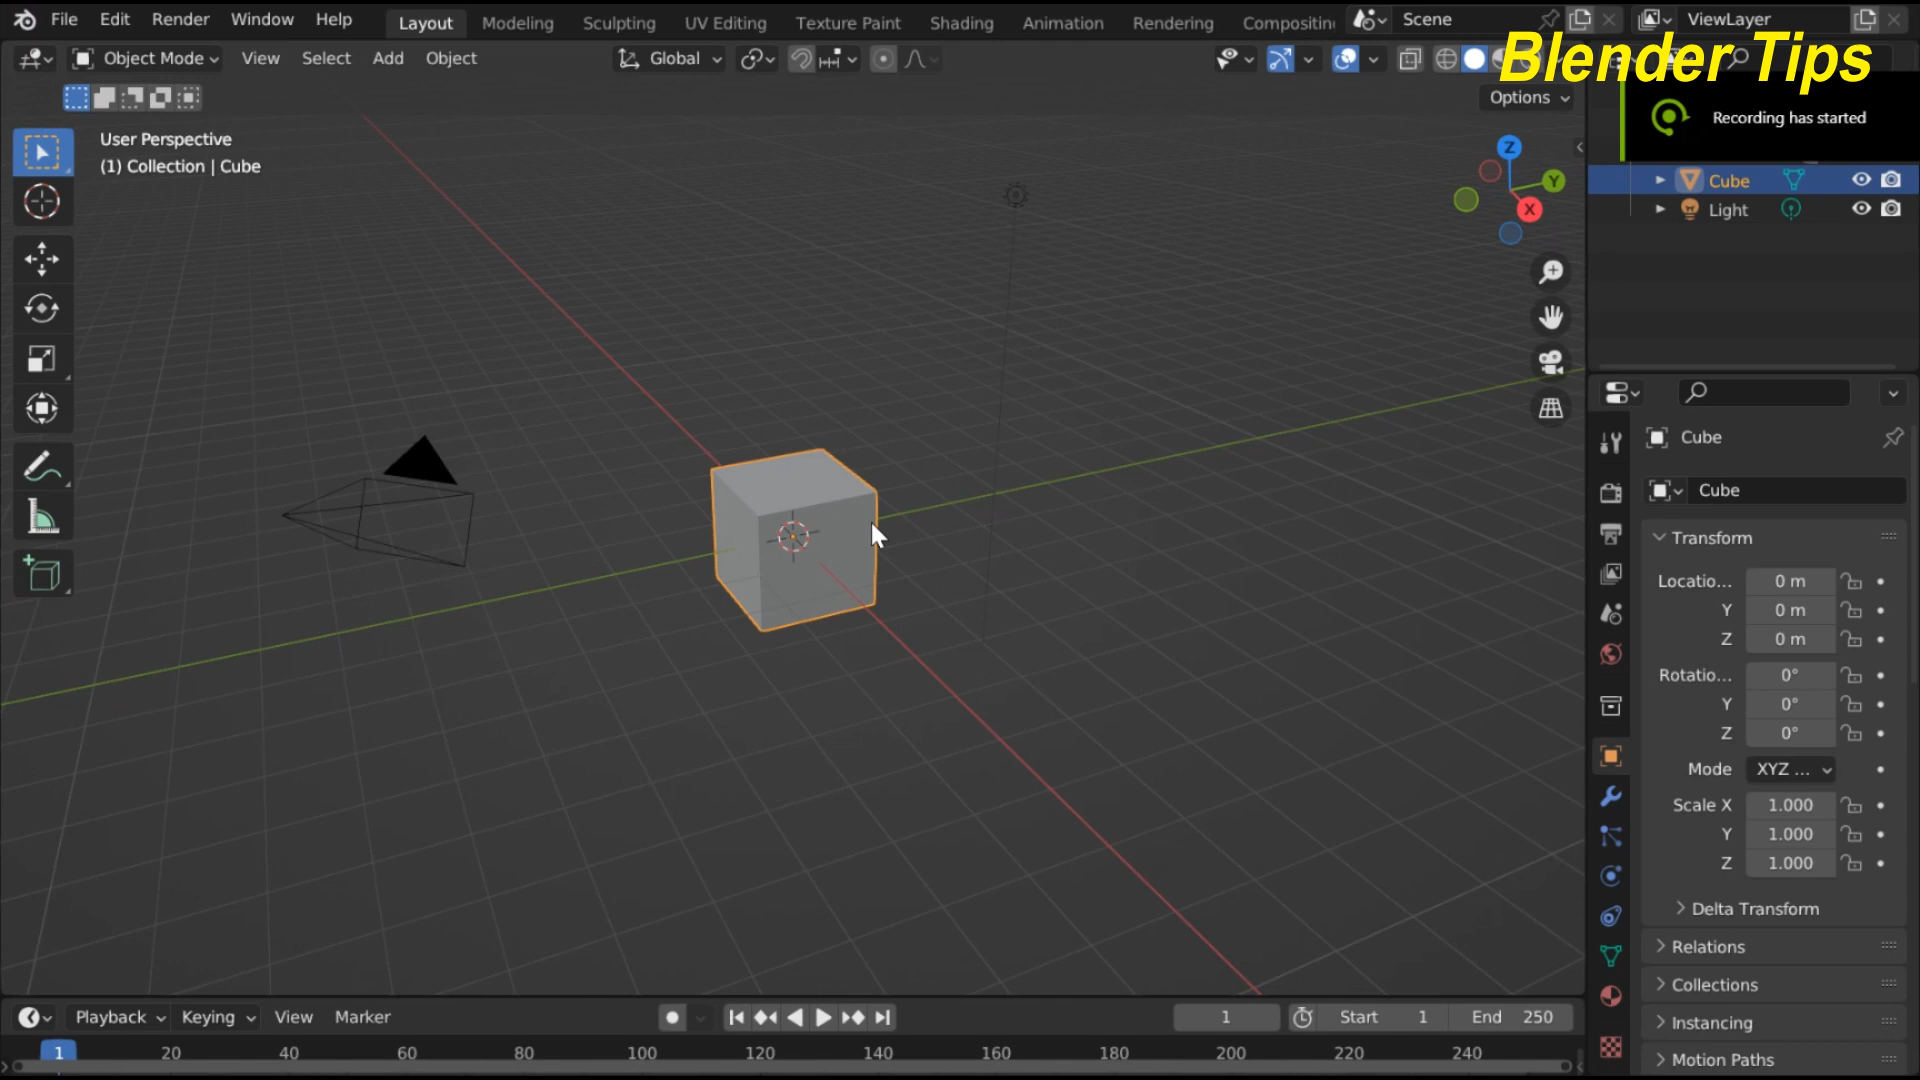 File Edit Render Window Help Layout Modeling Sculpting UV Editing Texture Paint Shading Animation Rendering Compositin Scene ViewLayer
Blender Tips
Object Mode View Select Add Object Global
Options
Recording has started
User Perspective
(1) Collection | Cube
Z
Y
X
Cube
Light
Cube
Cube
Transform
Locatio... 0 m
Y 0 m
Z 0 m
Rotatio... 0°
Y 0°
Z 0°
Mode XYZ ...
Scale X 1.000
Y 1.000
Z 1.000
Delta Transform
Relations
Collections
Instancing
Motion Paths
Playback Keying View Marker 1 Start 1 End 250
1 20 40 60 80 100 120 140 160 180 200 220 240